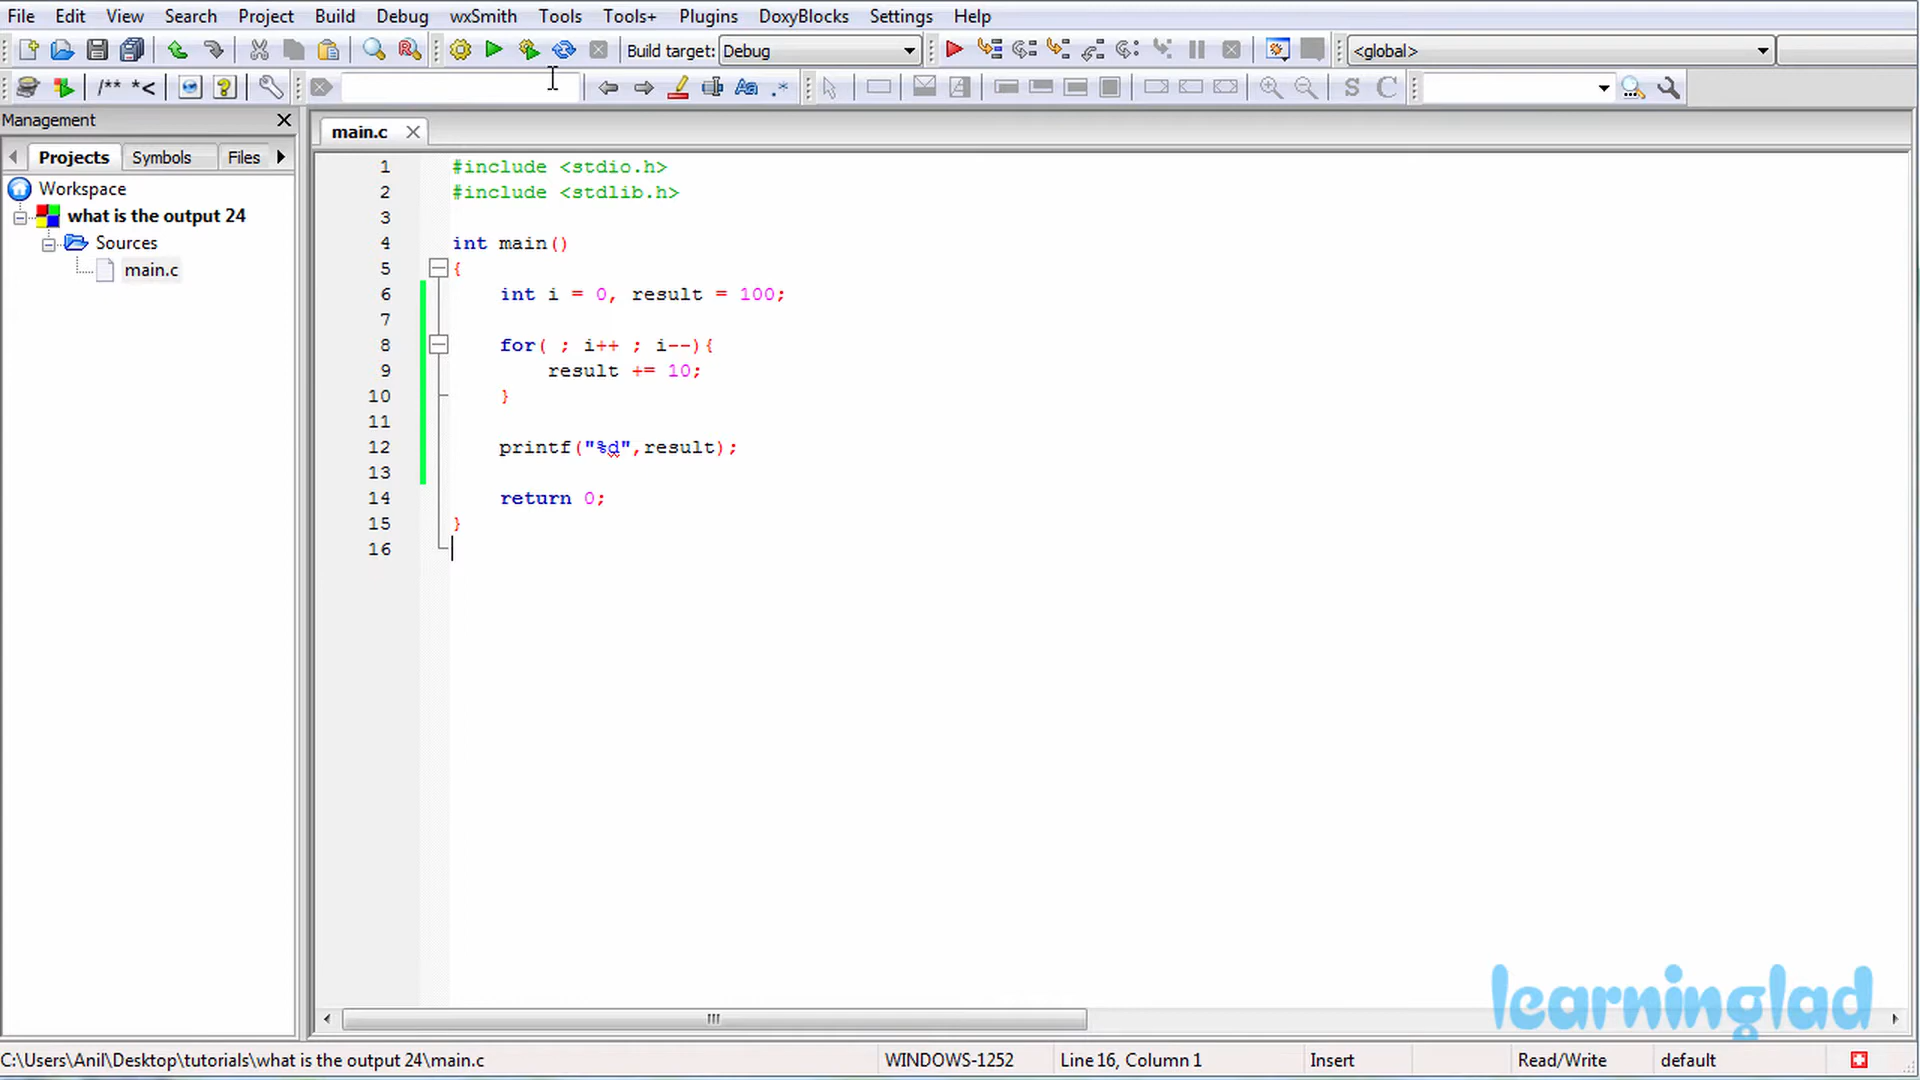 File Edit View Search Project Build Debug wxSmith Tools Tools+ Plugins DoxyBlocks Settings Help
Build target: Debug <global>
/** *<
Aa .* S C
Management
Projects Symbols Files
main.c
Workspace
what is the output 24
Sources
main.c
1 #include <stdio.h>
2 #include <stdlib.h>
3
4 int main()
5 {
6 int i = 0, result = 100;
7
8 for( ; i++ ; i--){
9 result += 10;
10 }
11
12 printf("%d",result);
13
14 return 0;
15 }
16
learninglad
C:\Users\Anil\Desktop\tutorials\what is the output 24\main.c WINDOWS-1252 Line 16, Column 1 Insert Read/Write default